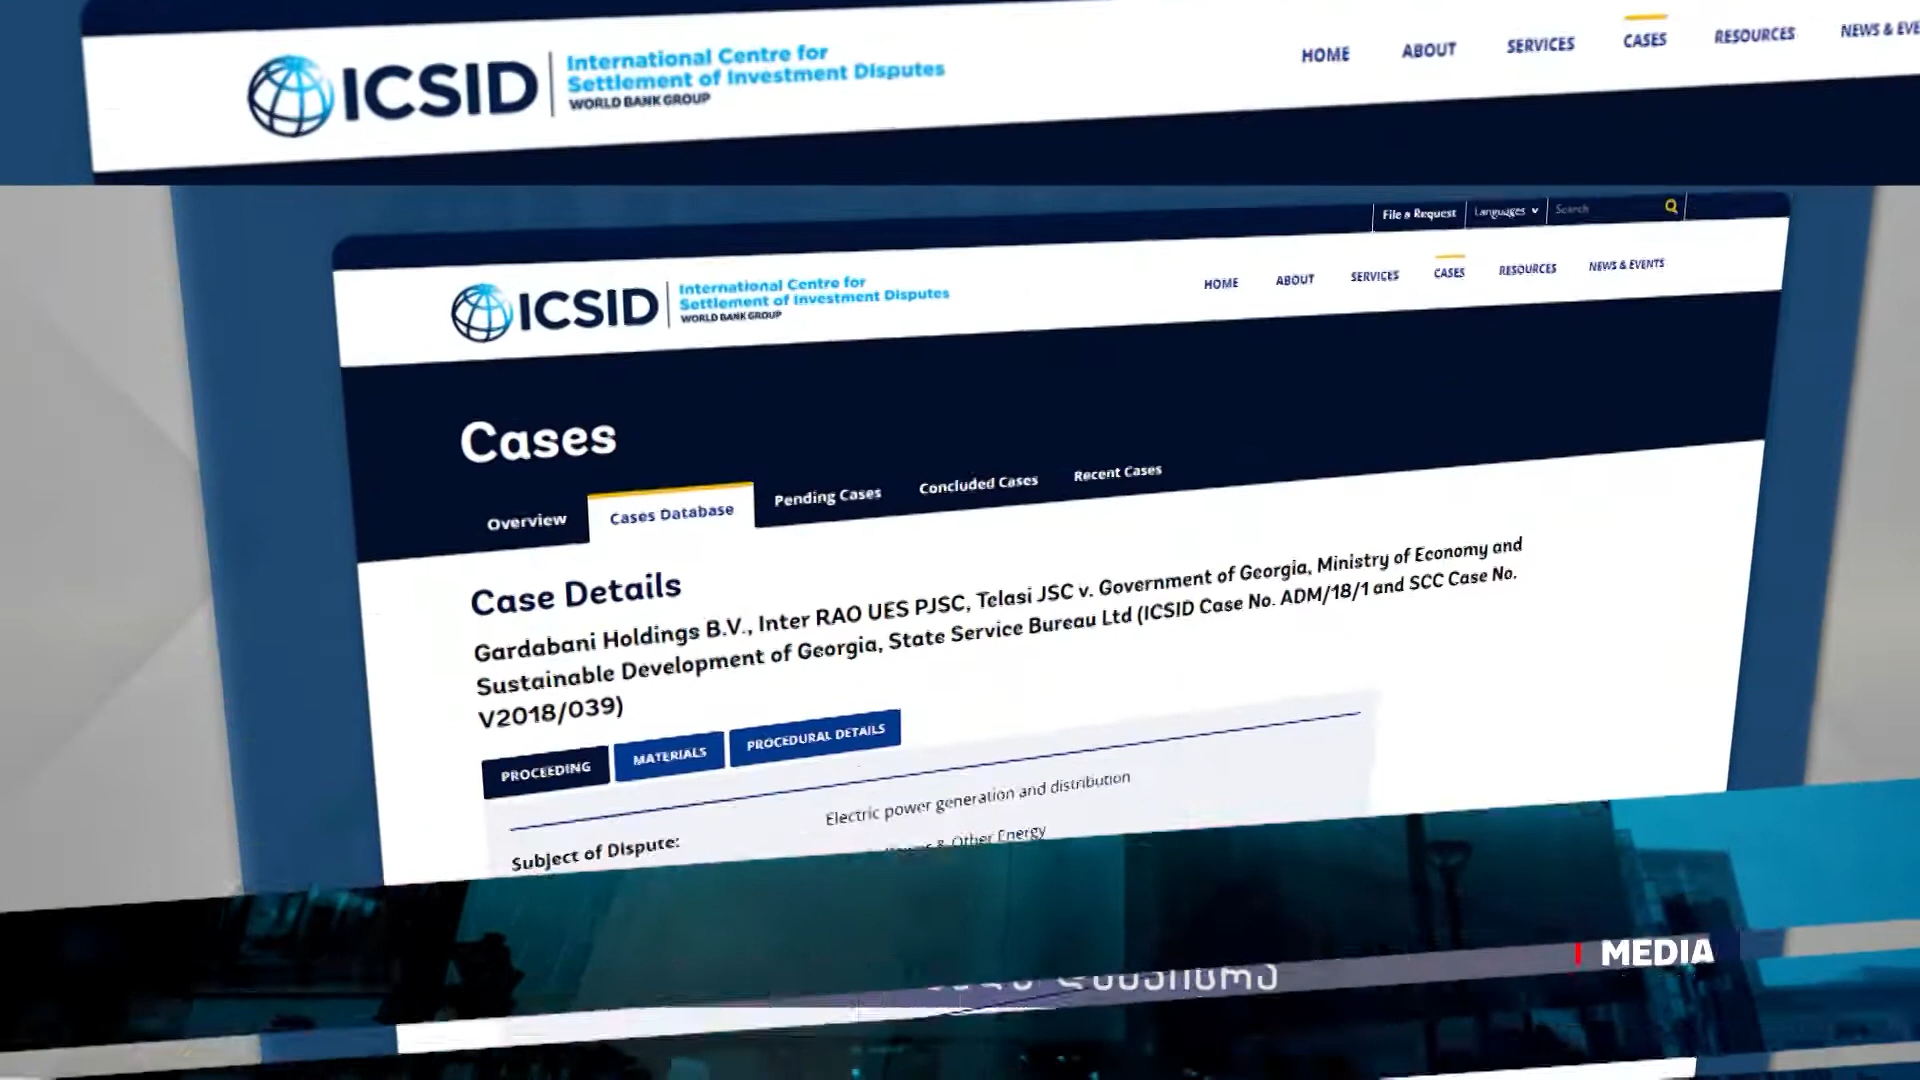 ICSID
International Centre for
Settlement of Investment Disputes
WORLD BANK GROUP
HOME ABOUT SERVICES CASES RESOURCES NEWS &
File a Request Languages Search
ICSID
International Centre for
Settlement of Investment Disputes
WORLD BANK GROUP
HOME ABOUT SERVICES CASES RESOURCES NEWS & EVENTS
Cases
Overview Cases Database Pending Cases Concluded Cases Recent Cases
Case Details
Gardabani Holdings B.V., Inter RAO UES PJSC, Telasi JSC v. Government of Georgia, Ministry of Economy and
Sustainable Development of Georgia, State Service Bureau Ltd (ICSID Case No. ADM/18/1 and SCC Case No.
V2018/039)
PROCEEDING MATERIALS PROCEDURAL DETAILS
Subject of Dispute: Electric power generation and distribution
& Other Energy
MEDIA